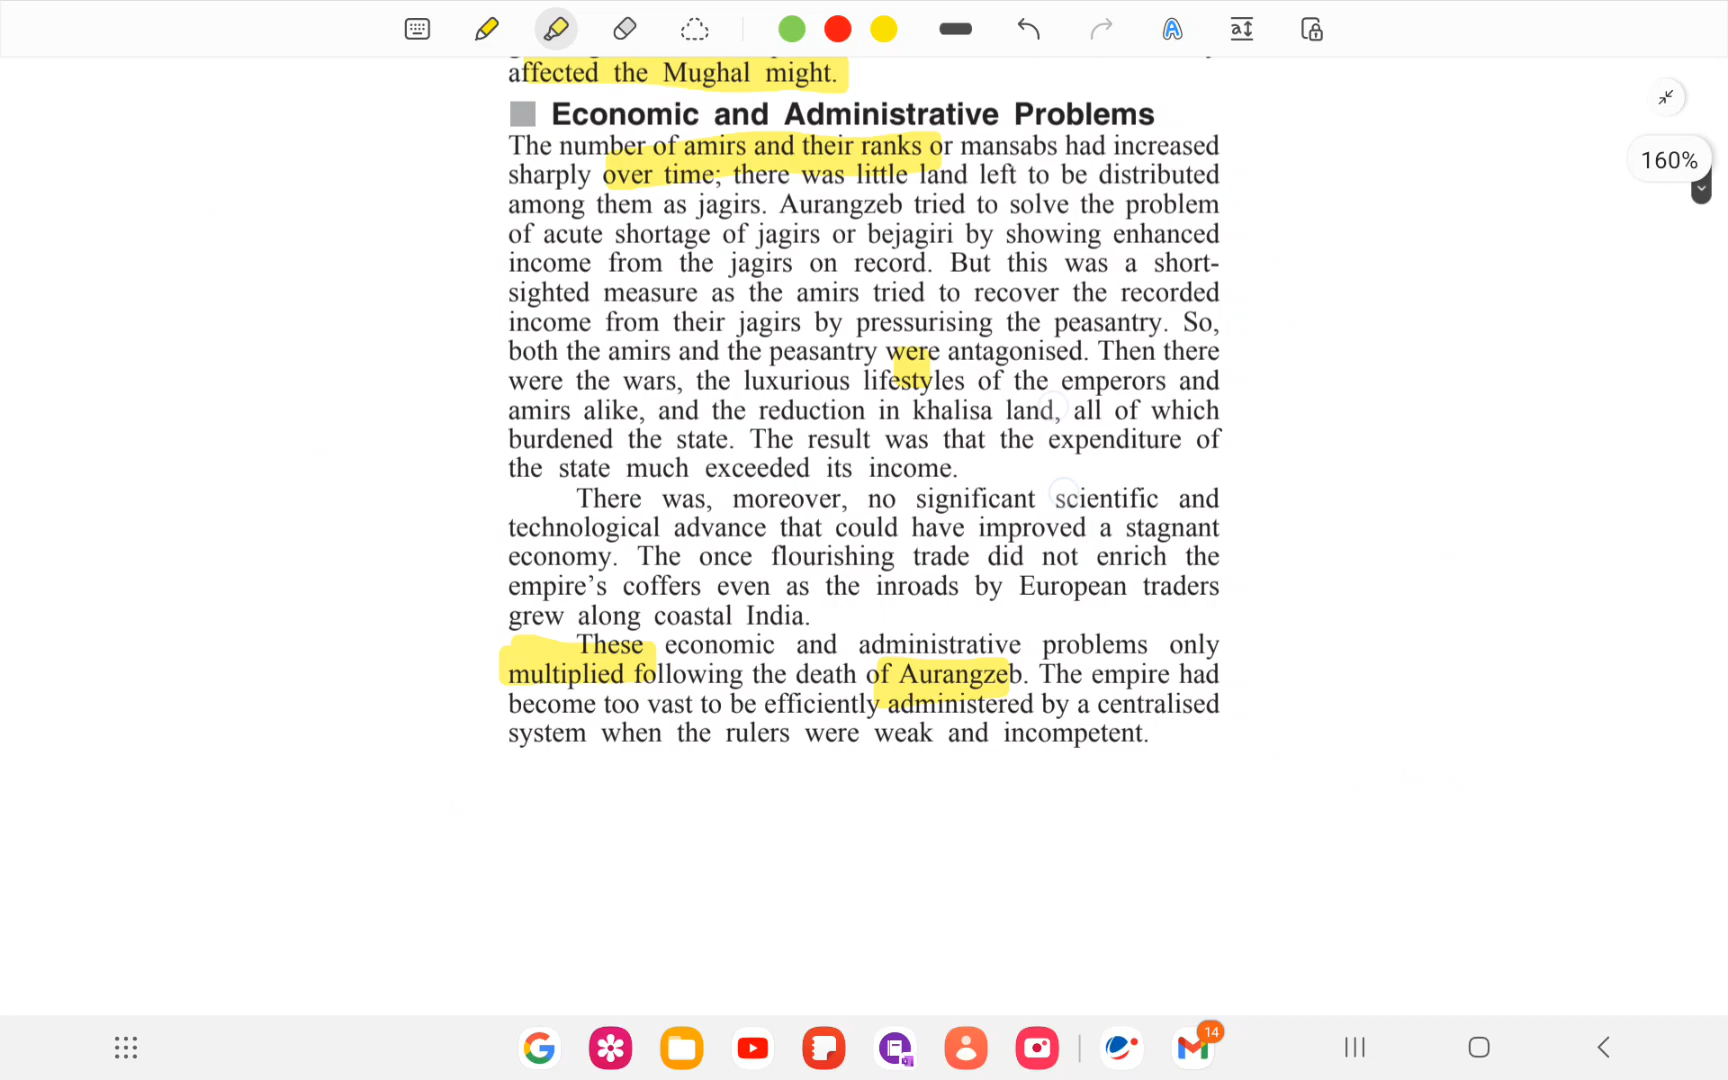 affected the Mughal might.
Economic and Administrative Problems
160%
The number of amirs and their ranks or mansabs had increased
sharply over time; there was little land left to be distributed
among them as jagirs. Aurangzeb tried to solve the problem
of acute shortage of jagirs or bejagiri by showing enhanced
income from the jagirs on record. But this was a short-
sighted measure as the amirs tried to recover the recorded
income from their jagirs by pressurising the peasantry. So,
both the amirs and the peasantry were antagonised. Then there
were the wars, the luxurious lifestyles of the emperors and
amirs alike, and the reduction in khalisa land, all of which
burdened the state. The result was that the expenditure of
the state much exceeded its income.
There was, moreover, no significant scientific and
technological advance that could have improved a stagnant
economy. The once flourishing trade did not enrich the
empire's coffers even as the inroads by European traders
grew along coastal India.
These economic and administrative problems only
multiplied following the death of Aurangzeb. The empire had
become too vast to be efficiently administered by a centralised
system when the rulers were weak and incompetent.
14